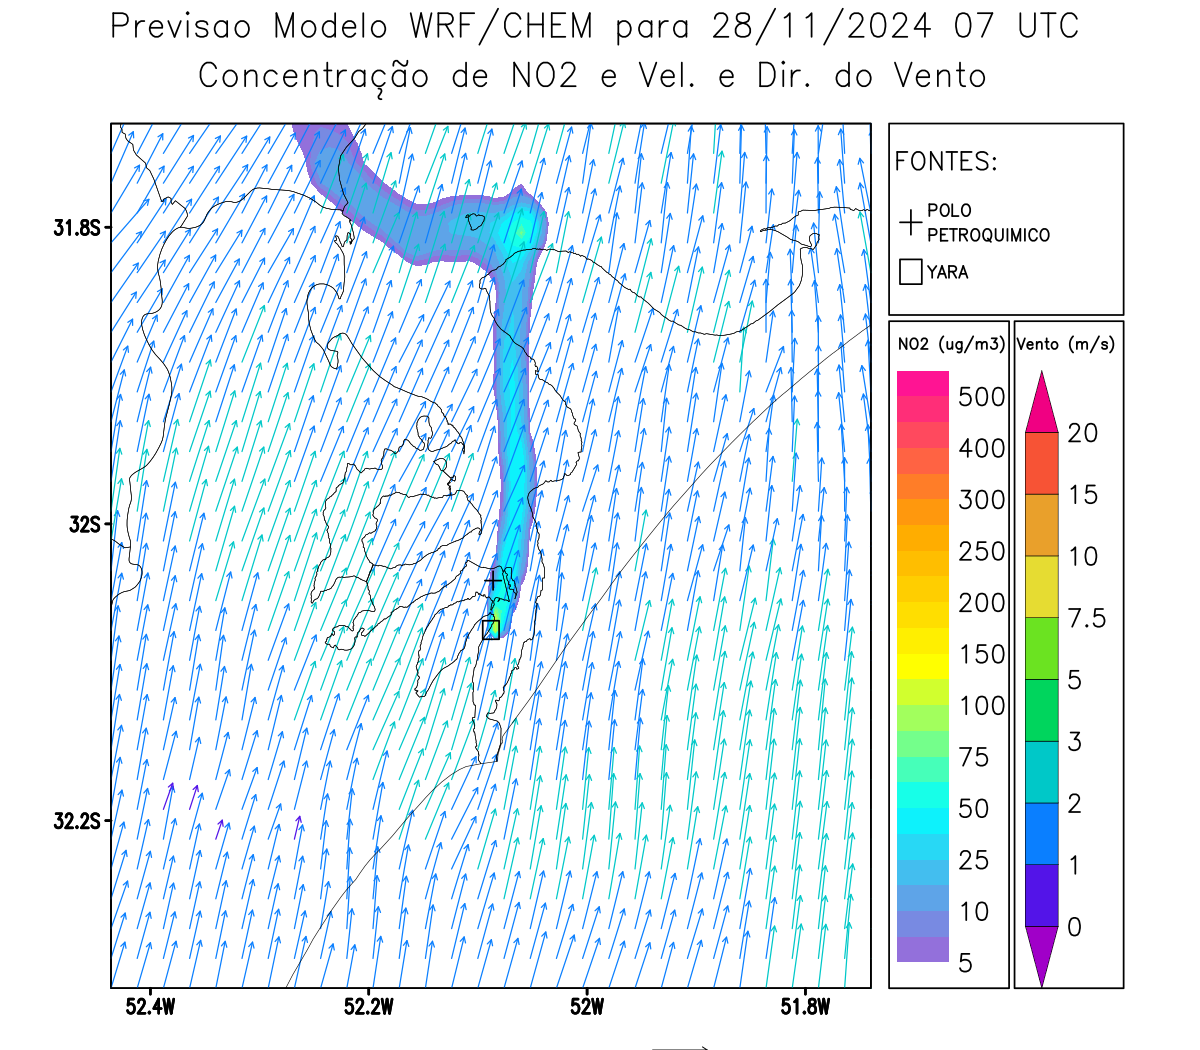 Previsao Modelo WRF/CHEM para 28/11/2024 07 UTC
Concentração de NO2 e Vel. e Dir. do Vento
FONTES:
POLO
PETROQUIMICO
YARA
NO2 (ug/m3)
500
400
300
250
200
150
100
75
50
25
10
5
Vento (m/s)
20
15
10
7.5
5
3
2
1
0
31.8S
32S
32.2S
52.4W 52.2W 52W 51.8W